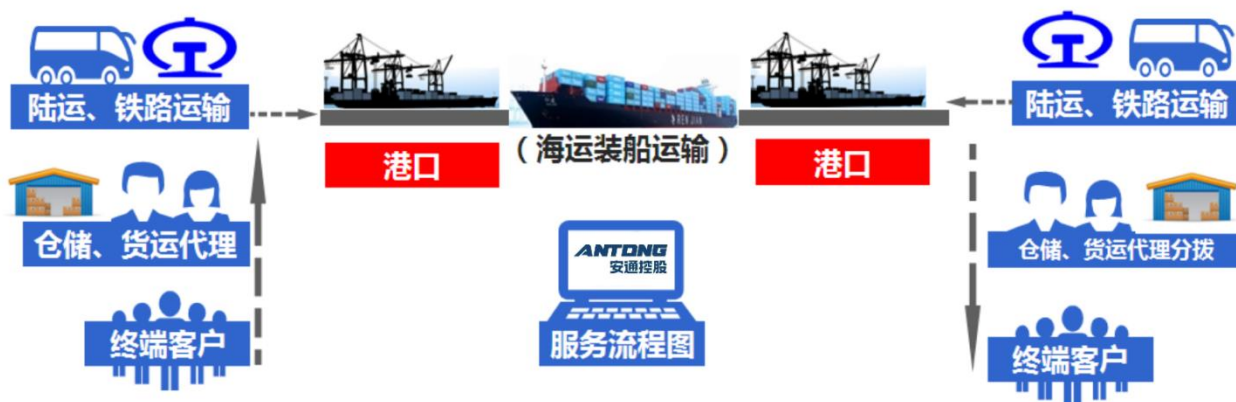 陆运、铁路运输
港口
（海运装船运输）
港口
陆运、铁路运输
仓储、货运代理
ANTONG
安通控股
仓储、货运代理分拨
终端客户
服务流程图
终端客户